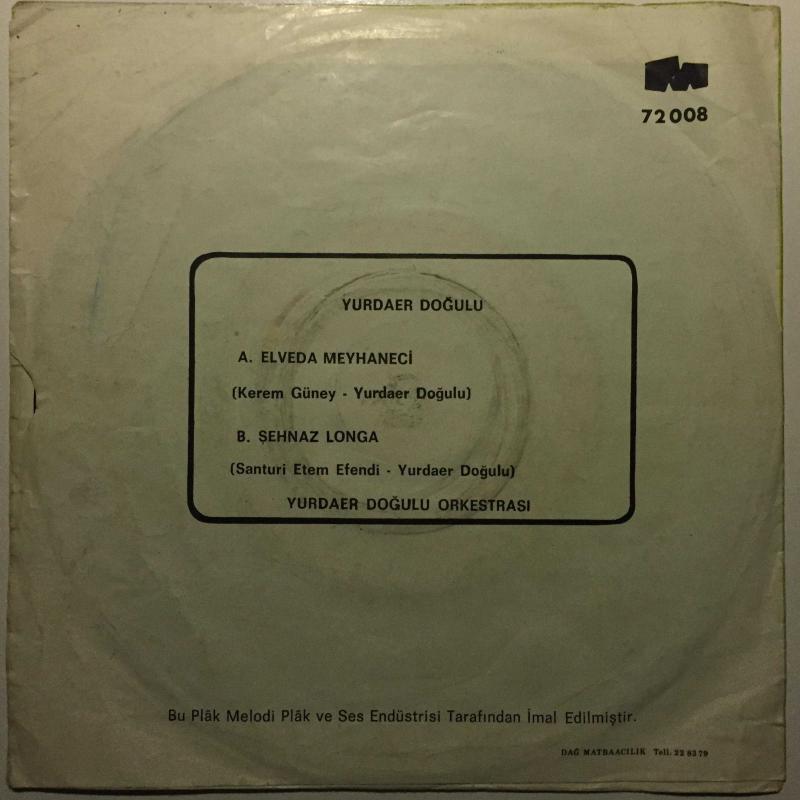 72008
YURDAER DOĞULU
A. ELVEDA MEYHANECİ
(Kerem Güney - Yurdaer Doğulu)
B. ŞEHNAZ LONGA
(Santuri Etem Efendi - Yurdaer Doğulu)
YURDAER DOĞULU ORKESTRASI
Bu Plâk Melodi Plâk ve Ses Endüstrisi Tarafından İmal Edilmiştir.
DAĞ MATBAACILIK Tell. 22 83 79